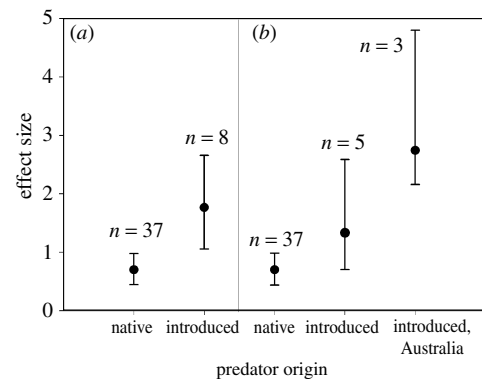 5
(a)
(b)
n = 3
4
effect size
3
n = 8
n = 5
2
n = 37
n = 37
1
0
native
introduced
native
introduced
introduced,
Australia
predator origin